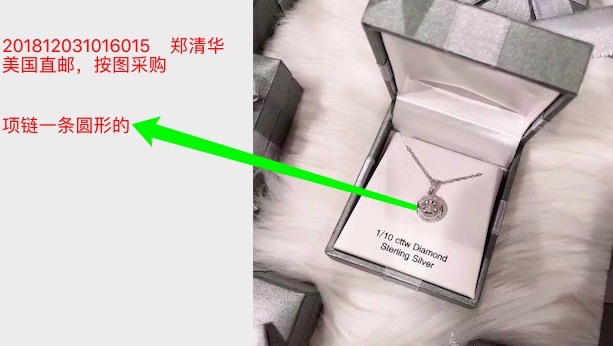 201812031016015 郑清华
美国直邮，按图采购
项链一条圆形的
1/10 cttw Diamond
Sterling Silver